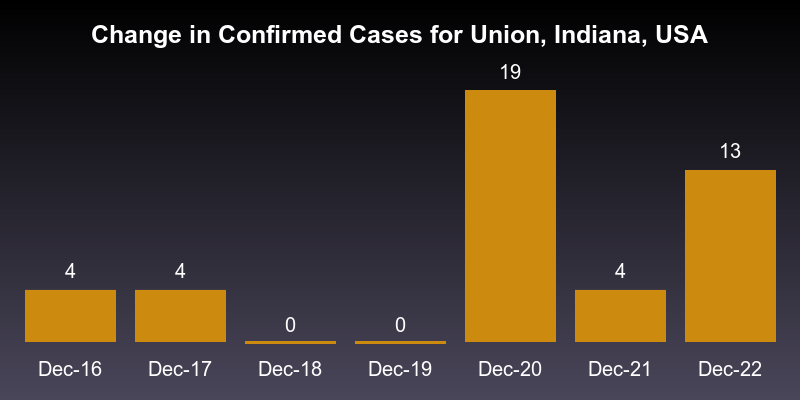 Change in Confirmed Cases for Union, Indiana, USA
19
13
4
4
0
0
4
Dec-16
Dec-17
Dec-18
Dec-19
Dec-20
Dec-21
Dec-22